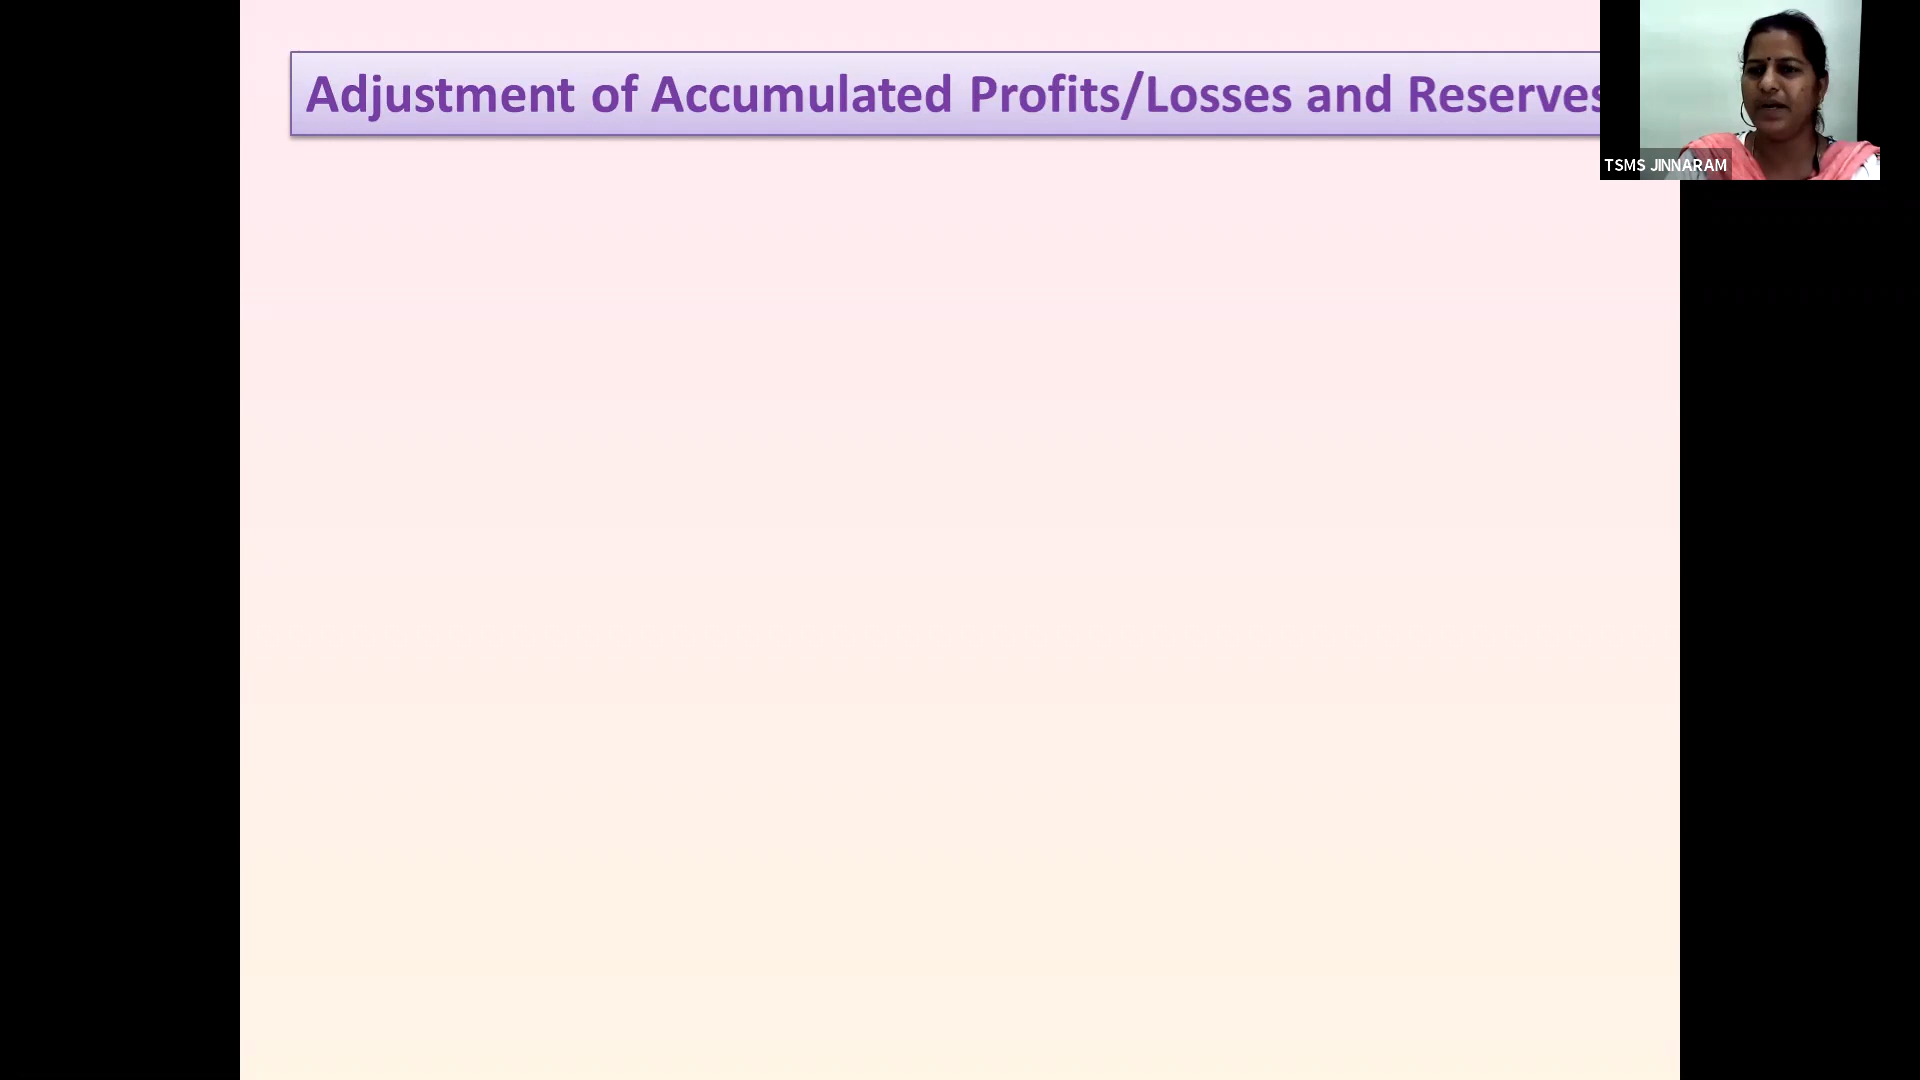 Adjustment of Accumulated Profits/Losses and Reserves
TSMS JINNARAM